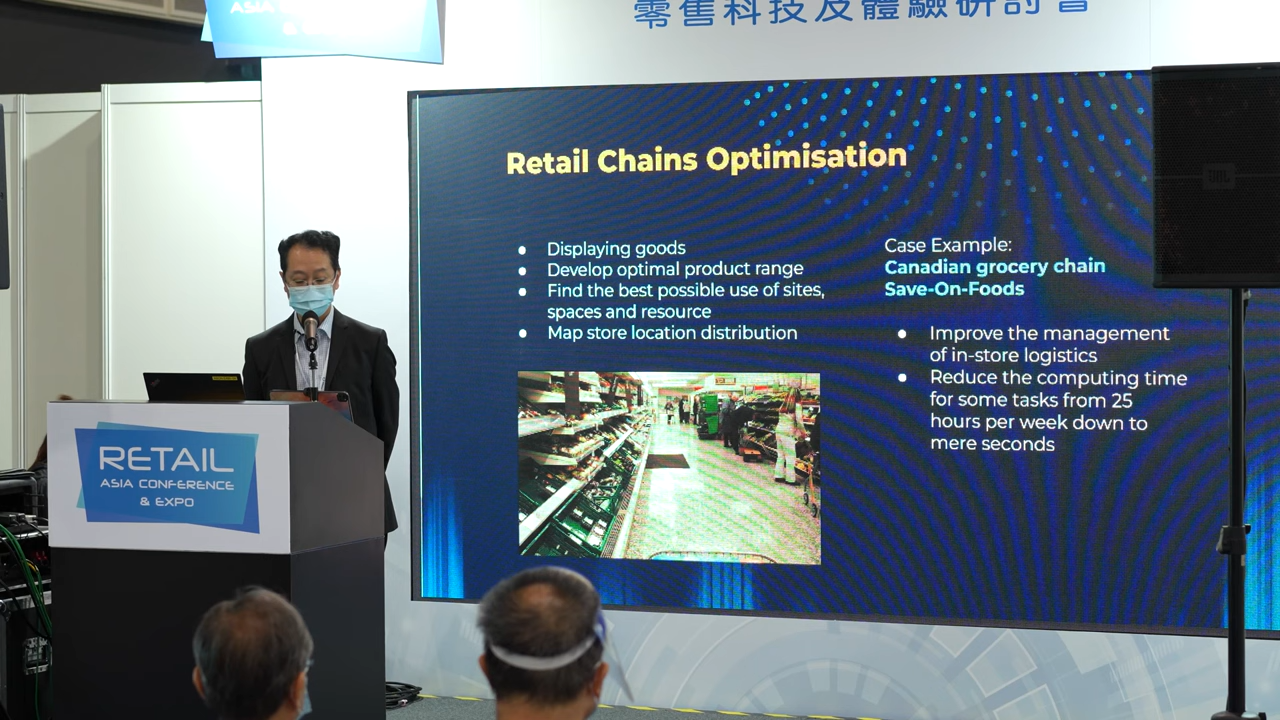 ASIA CONFERENCE
零售科技及體驗研討會
Retail Chains Optimisation
• Displaying goods
• Develop optimal product range
• Find the best possible use of sites,
spaces and resource
• Map store location distribution
Case Example:
Canadian grocery chain
Save-On-Foods
• Improve the management
of in-store logistics
• Reduce the computing time
for some tasks from 25
hours per week down to
mere seconds
JBL
RETAIL
ASIA CONFERENCE
& EXPO